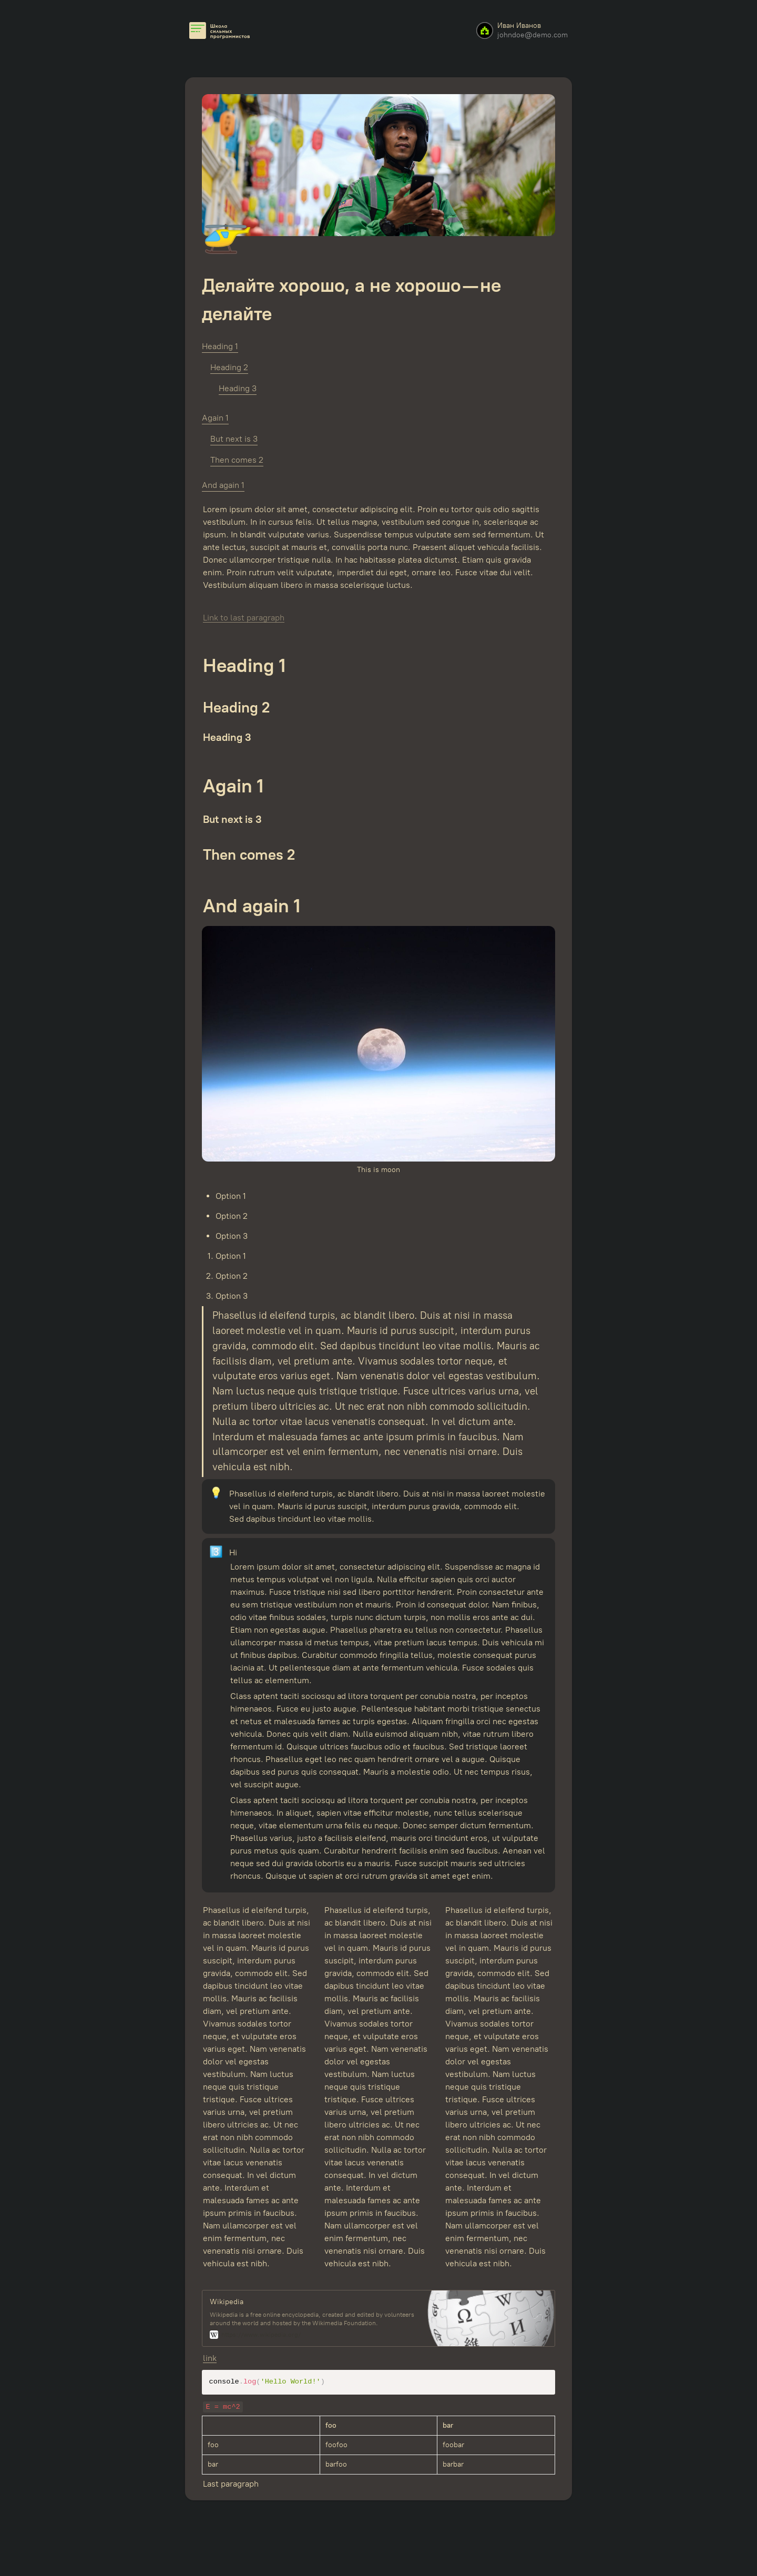 Школа
сильных
программистов
Иван Иванов
johndoe@demo.com
Делайте хорошо, а не хорошо — не
делайте
Heading 1
Heading 2
Heading 3
Again 1
But next is 3
Then comes 2
And again 1
Lorem ipsum dolor sit amet, consectetur adipiscing elit. Proin eu tortor quis odio sagittis
vestibulum. In in cursus felis. Ut tellus magna, vestibulum sed congue in, scelerisque ac
ipsum. In blandit vulputate varius. Suspendisse tempus vulputate sem sed fermentum. Ut
ante lectus, suscipit at mauris et, convallis porta nunc. Praesent aliquet vehicula facilisis.
Donec ullamcorper tristique nulla. In hac habitasse platea dictumst. Etiam quis gravida
enim. Proin rutrum velit vulputate, imperdiet dui eget, ornare leo. Fusce vitae dui velit.
Vestibulum aliquam libero in massa scelerisque luctus.
Link to last paragraph
Heading 1
Heading 2
Heading 3
Again 1
But next is 3
Then comes 2
And again 1
This is moon
• Option 1
• Option 2
• Option 3
1. Option 1
2. Option 2
3. Option 3
Phasellus id eleifend turpis, ac blandit libero. Duis at nisi in massa
laoreet molestie vel in quam. Mauris id purus suscipit, interdum purus
gravida, commodo elit. Sed dapibus tincidunt leo vitae mollis. Mauris ac
facilisis diam, vel pretium ante. Vivamus sodales tortor neque, et
vulputate eros varius eget. Nam venenatis dolor vel egestas vestibulum.
Nam luctus neque quis tristique tristique. Fusce ultrices varius urna, vel
pretium libero ultricies ac. Ut nec erat non nibh commodo sollicitudin.
Nulla ac tortor vitae lacus venenatis consequat. In vel dictum ante.
Interdum et malesuada fames ac ante ipsum primis in faucibus. Nam
ullamcorper est vel enim fermentum, nec venenatis nisi ornare. Duis
vehicula est nibh.
Phasellus id eleifend turpis, ac blandit libero. Duis at nisi in massa laoreet molestie
vel in quam. Mauris id purus suscipit, interdum purus gravida, commodo elit.
Sed dapibus tincidunt leo vitae mollis.
Hi
Lorem ipsum dolor sit amet, consectetur adipiscing elit. Suspendisse ac magna id
metus tempus volutpat vel non ligula. Nulla efficitur sapien quis orci auctor
maximus. Fusce tristique nisi sed libero porttitor hendrerit. Proin consectetur ante
eu sem tristique vestibulum non et mauris. Proin id consequat dolor. Nam finibus,
odio vitae finibus sodales, turpis nunc dictum turpis, non mollis eros ante ac dui.
Etiam non egestas augue. Phasellus pharetra eu tellus non consectetur. Phasellus
ullamcorper massa id metus tempus, vitae pretium lacus tempus. Duis vehicula mi
ut finibus dapibus. Curabitur commodo fringilla tellus, molestie consequat purus
lacinia at. Ut pellentesque diam at ante fermentum vehicula. Fusce sodales quis
tellus ac elementum.
Class aptent taciti sociosqu ad litora torquent per conubia nostra, per inceptos
himenaeos. Fusce eu justo augue. Pellentesque habitant morbi tristique senectus
et netus et malesuada fames ac turpis egestas. Aliquam fringilla orci nec egestas
vehicula. Donec quis velit diam. Nulla euismod aliquam nibh, vitae rutrum libero
fermentum id. Quisque ultrices faucibus odio et faucibus. Sed tristique laoreet
rhoncus. Phasellus eget leo nec quam hendrerit ornare vel a augue. Quisque
dapibus sed purus quis consequat. Mauris a molestie odio. Ut nec tempus risus,
vel suscipit augue.
Class aptent taciti sociosqu ad litora torquent per conubia nostra, per inceptos
himenaeos. In aliquet, sapien vitae efficitur molestie, nunc tellus scelerisque
neque, vitae elementum urna felis eu neque. Donec semper dictum fermentum.
Phasellus varius, justo a facilisis eleifend, mauris orci tincidunt eros, ut vulputate
purus metus quis quam. Curabitur hendrerit facilisis enim sed faucibus. Aenean vel
neque sed dui gravida lobortis eu a mauris. Fusce suscipit mauris sed ultricies
rhoncus. Quisque ut sapien at orci rutrum gravida sit amet eget enim.
Phasellus id eleifend turpis,
ac blandit libero. Duis at nisi
in massa laoreet molestie
vel in quam. Mauris id purus
suscipit, interdum purus
gravida, commodo elit. Sed
dapibus tincidunt leo vitae
mollis. Mauris ac facilisis
diam, vel pretium ante.
Vivamus sodales tortor
neque, et vulputate eros
varius eget. Nam venenatis
dolor vel egestas
vestibulum. Nam luctus
neque quis tristique
tristique. Fusce ultrices
varius urna, vel pretium
libero ultricies ac. Ut nec
erat non nibh commodo
sollicitudin. Nulla ac tortor
vitae lacus venenatis
consequat. In vel dictum
ante. Interdum et
malesuada fames ac ante
ipsum primis in faucibus.
Nam ullamcorper est vel
enim fermentum, nec
venenatis nisi ornare. Duis
vehicula est nibh.
Phasellus id eleifend turpis,
ac blandit libero. Duis at nisi
in massa laoreet molestie
vel in quam. Mauris id purus
suscipit, interdum purus
gravida, commodo elit. Sed
dapibus tincidunt leo vitae
mollis. Mauris ac facilisis
diam, vel pretium ante.
Vivamus sodales tortor
neque, et vulputate eros
varius eget. Nam venenatis
dolor vel egestas
vestibulum. Nam luctus
neque quis tristique
tristique. Fusce ultrices
varius urna, vel pretium
libero ultricies ac. Ut nec
erat non nibh commodo
sollicitudin. Nulla ac tortor
vitae lacus venenatis
consequat. In vel dictum
ante. Interdum et
malesuada fames ac ante
ipsum primis in faucibus.
Nam ullamcorper est vel
enim fermentum, nec
venenatis nisi ornare. Duis
vehicula est nibh.
Phasellus id eleifend turpis,
ac blandit libero. Duis at nisi
in massa laoreet molestie
vel in quam. Mauris id purus
suscipit, interdum purus
gravida, commodo elit. Sed
dapibus tincidunt leo vitae
mollis. Mauris ac facilisis
diam, vel pretium ante.
Vivamus sodales tortor
neque, et vulputate eros
varius eget. Nam venenatis
dolor vel egestas
vestibulum. Nam luctus
neque quis tristique
tristique. Fusce ultrices
varius urna, vel pretium
libero ultricies ac. Ut nec
erat non nibh commodo
sollicitudin. Nulla ac tortor
vitae lacus venenatis
consequat. In vel dictum
ante. Interdum et
malesuada fames ac ante
ipsum primis in faucibus.
Nam ullamcorper est vel
enim fermentum, nec
venenatis nisi ornare. Duis
vehicula est nibh.
Wikipedia
Wikipedia is a free online encyclopedia, created and edited by volunteers
around the world and hosted by the Wikimedia Foundation.
W
Ω W И 維
link
console.log('Hello World!')
E = mc^2
foo bar
foo foofoo foobar
bar barfoo barbar
Last paragraph